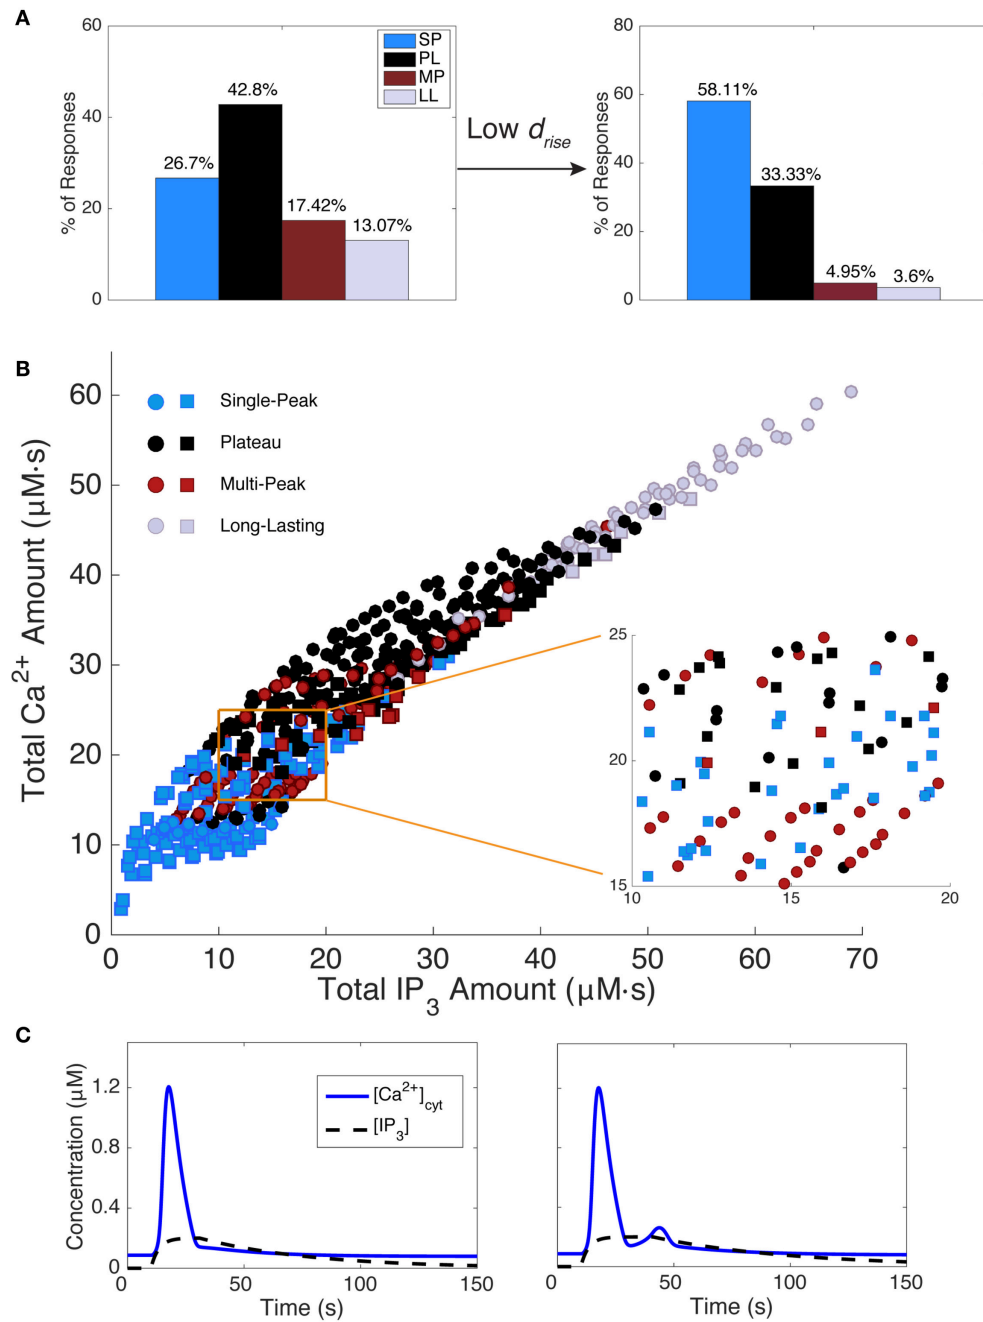 A
60
40
20
0
% of Responses
SP
PL
MP
LL
26.7%
42.8%
17.42%
13.07%
Low d_rise
80
60
40
20
0
% of Responses
58.11%
33.33%
4.95%
3.6%
B
60
50
40
30
20
10
0
Total Ca²⁺ Amount (μM·s)
Single-Peak
Plateau
Multi-Peak
Long-Lasting
25
20
15
10 15 20
0 10 20 30 40 50 60 70
Total IP₃ Amount (μM·s)
C
1.2
0.8
0.4
0
Concentration (μM)
[Ca²⁺]cyt
[IP₃]
0 50 100 150
Time (s)
0 50 100 150
Time (s)